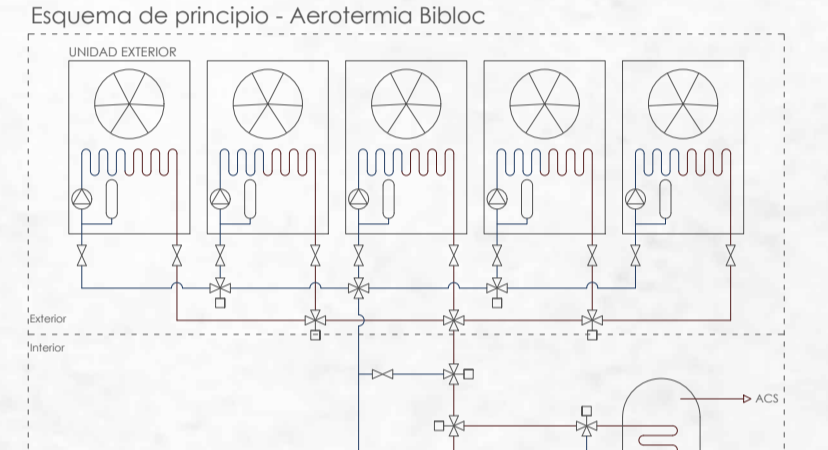 Esquema de principio - Aerotermia Bibloc
UNIDAD EXTERIOR
Exterior
Interior
ACS